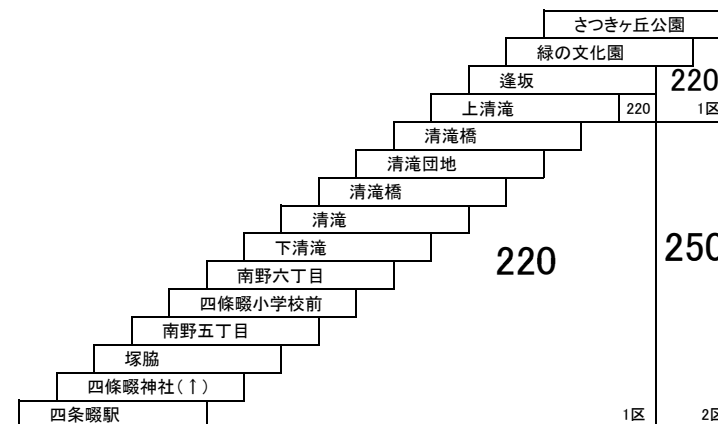 さつきヶ丘公園
緑の文化園
逢坂 220
上清滝 220 1区
清滝橋
清滝団地
清滝橋
清滝
下清滝 220 250
南野六丁目
四條畷小学校前
南野五丁目
塚脇
四條畷神社(↑)
四条畷駅 1区 2区